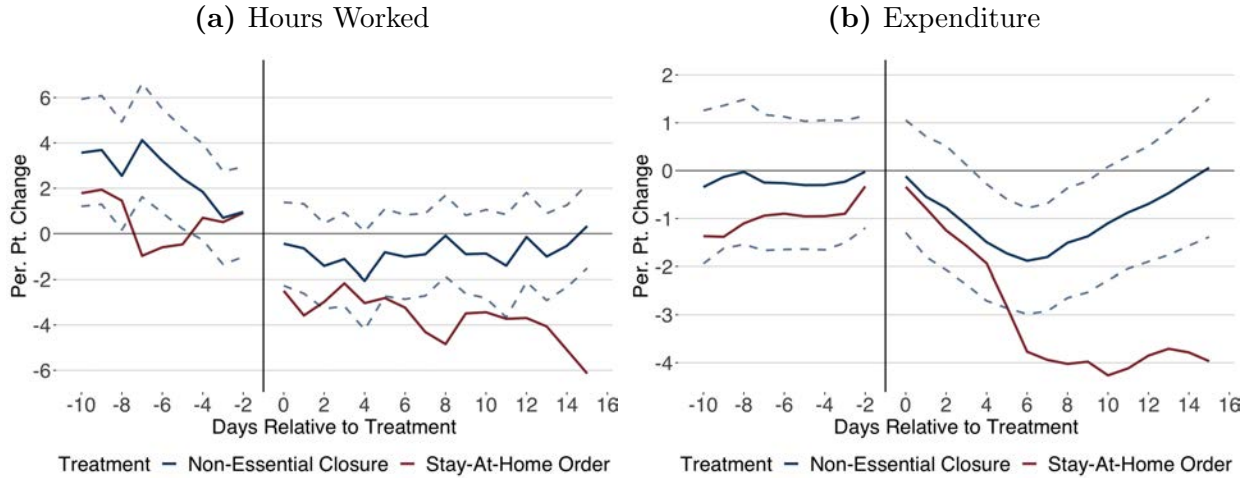 (a) Hours Worked
Per. Pt. Change
6
4
2
0
-2
-4
-6
-10 -8 -6 -4 -2 0 2 4 6 8 10 12 14 16
Days Relative to Treatment
Treatment Non-Essential Closure Stay-At-Home Order
(b) Expenditure
Per. Pt. Change
2
1
0
-1
-2
-3
-4
-10 -8 -6 -4 -2 0 2 4 6 8 10 12 14 16
Days Relative to Treatment
Treatment Non-Essential Closure Stay-At-Home Order